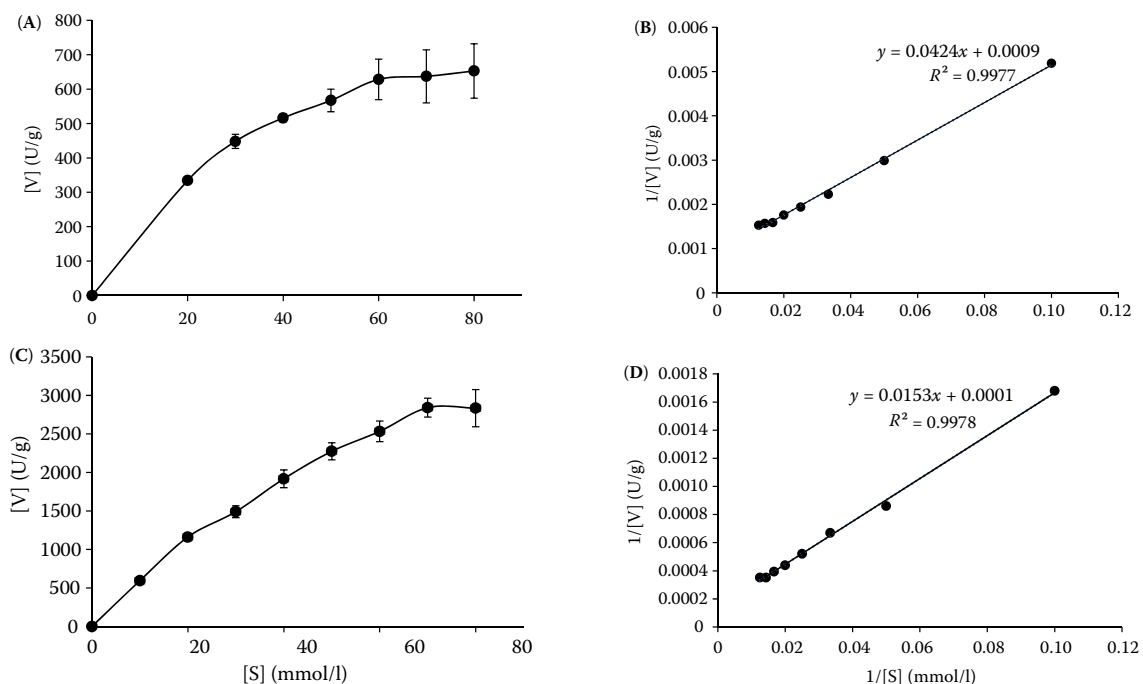 (A)
800
700
600
500
400
300
200
100
0
[V] (U/g)
0 20 40 60 80
(B)
0.006
0.005
0.004
0.003
0.002
0.001
0
1/[V] (U/g)
y = 0.0424x + 0.0009
R² = 0.9977
0 0.02 0.04 0.06 0.08 0.10 0.12
(C)
3500
3000
2500
2000
1500
1000
500
0
[V] (U/g)
0 20 40 60 80
[S] (mmol/l)
(D)
0.0018
0.0016
0.0014
0.0012
0.0010
0.0008
0.0006
0.0004
0.0002
0
1/[V] (U/g)
y = 0.0153x + 0.0001
R² = 0.9978
0 0.02 0.04 0.06 0.08 0.10 0.12
1/[S] (mmol/l)